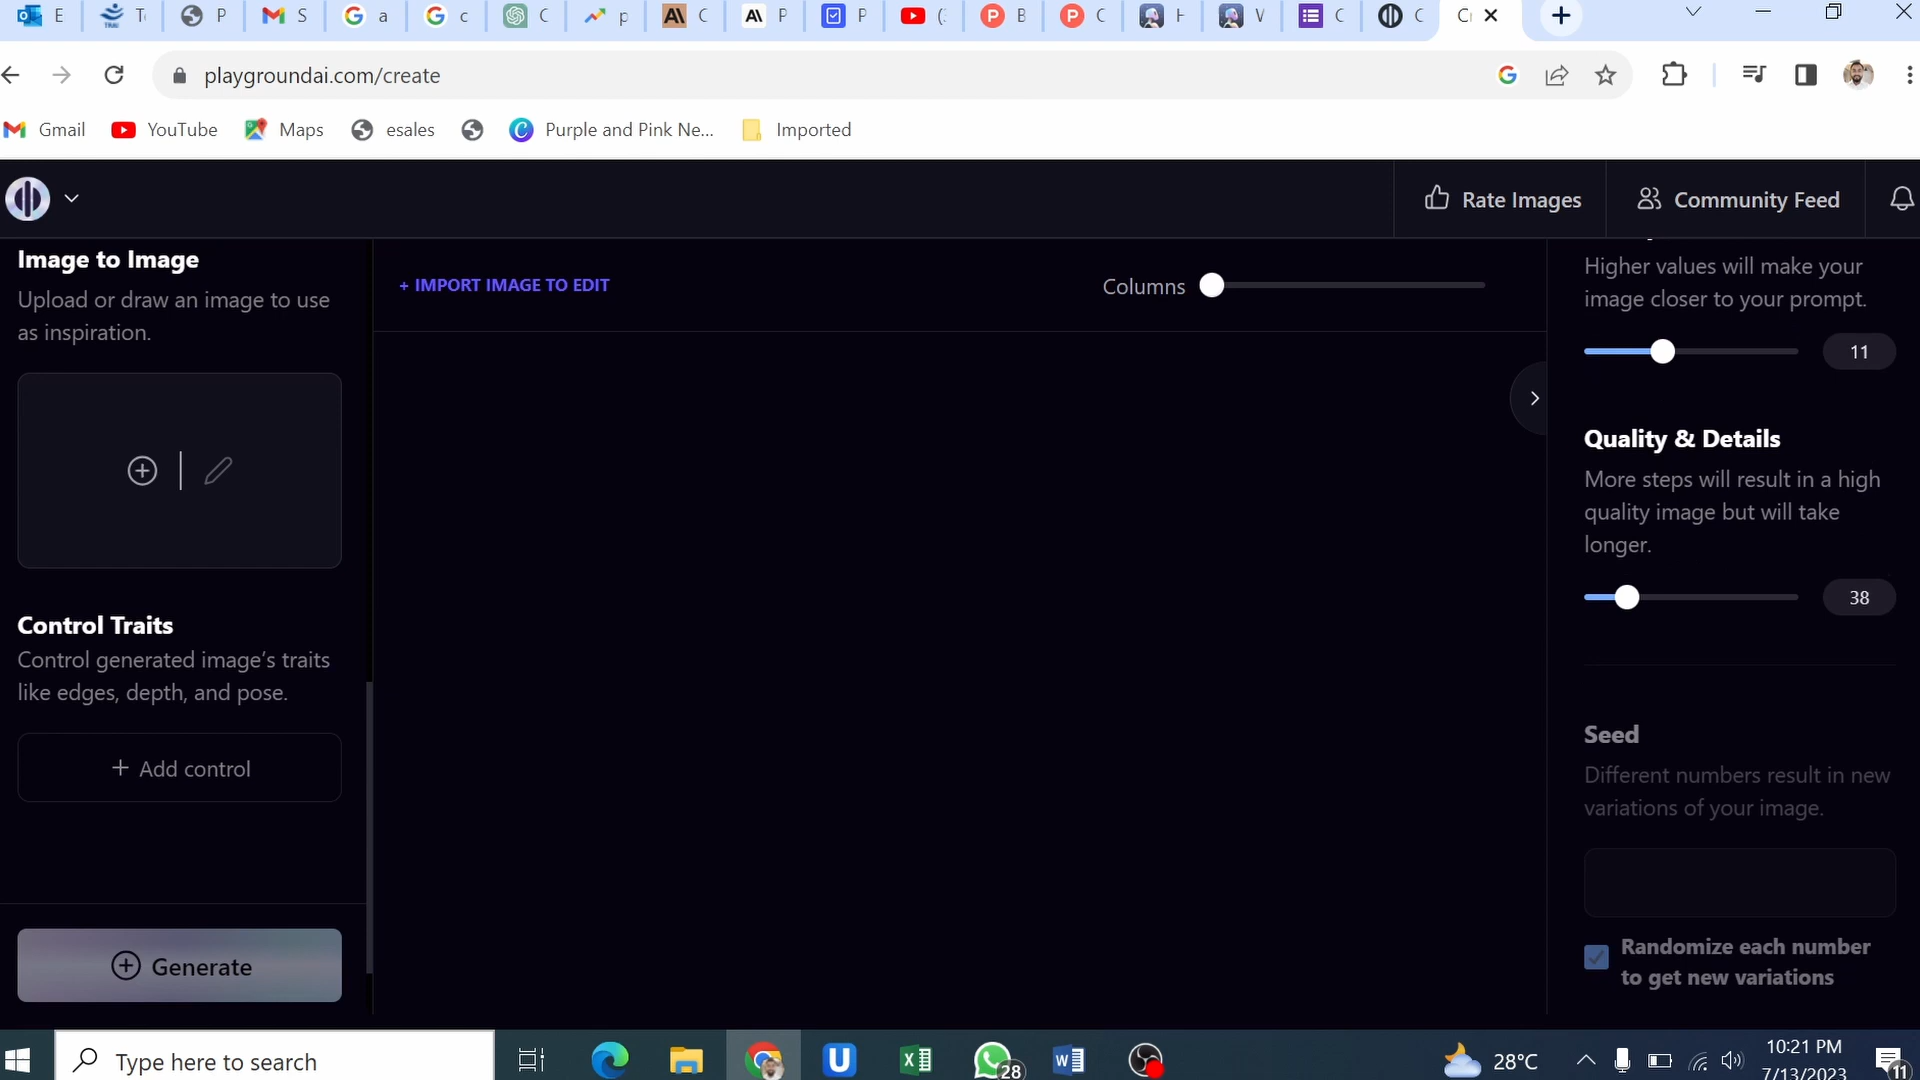 E
P
S
a
c
C
p
C
P
P
B
C
H
V
C
C
playgroundai.com/create
Gmail
YouTube
Maps
esales
Purple and Pink Ne...
Imported
Rate Images
Community Feed
Image to Image
Upload or draw an image to use
as inspiration.
+ IMPORT IMAGE TO EDIT
Columns
Higher values will make your
image closer to your prompt.
11
Quality & Details
More steps will result in a high
quality image but will take
longer.
38
Control Traits
Control generated image's traits
like edges, depth, and pose.
+ Add control
Seed
Different numbers result in new
variations of your image.
Randomize each number
to get new variations
Generate
Type here to search
28
28°C
10:21 PM
7/13/2023
11